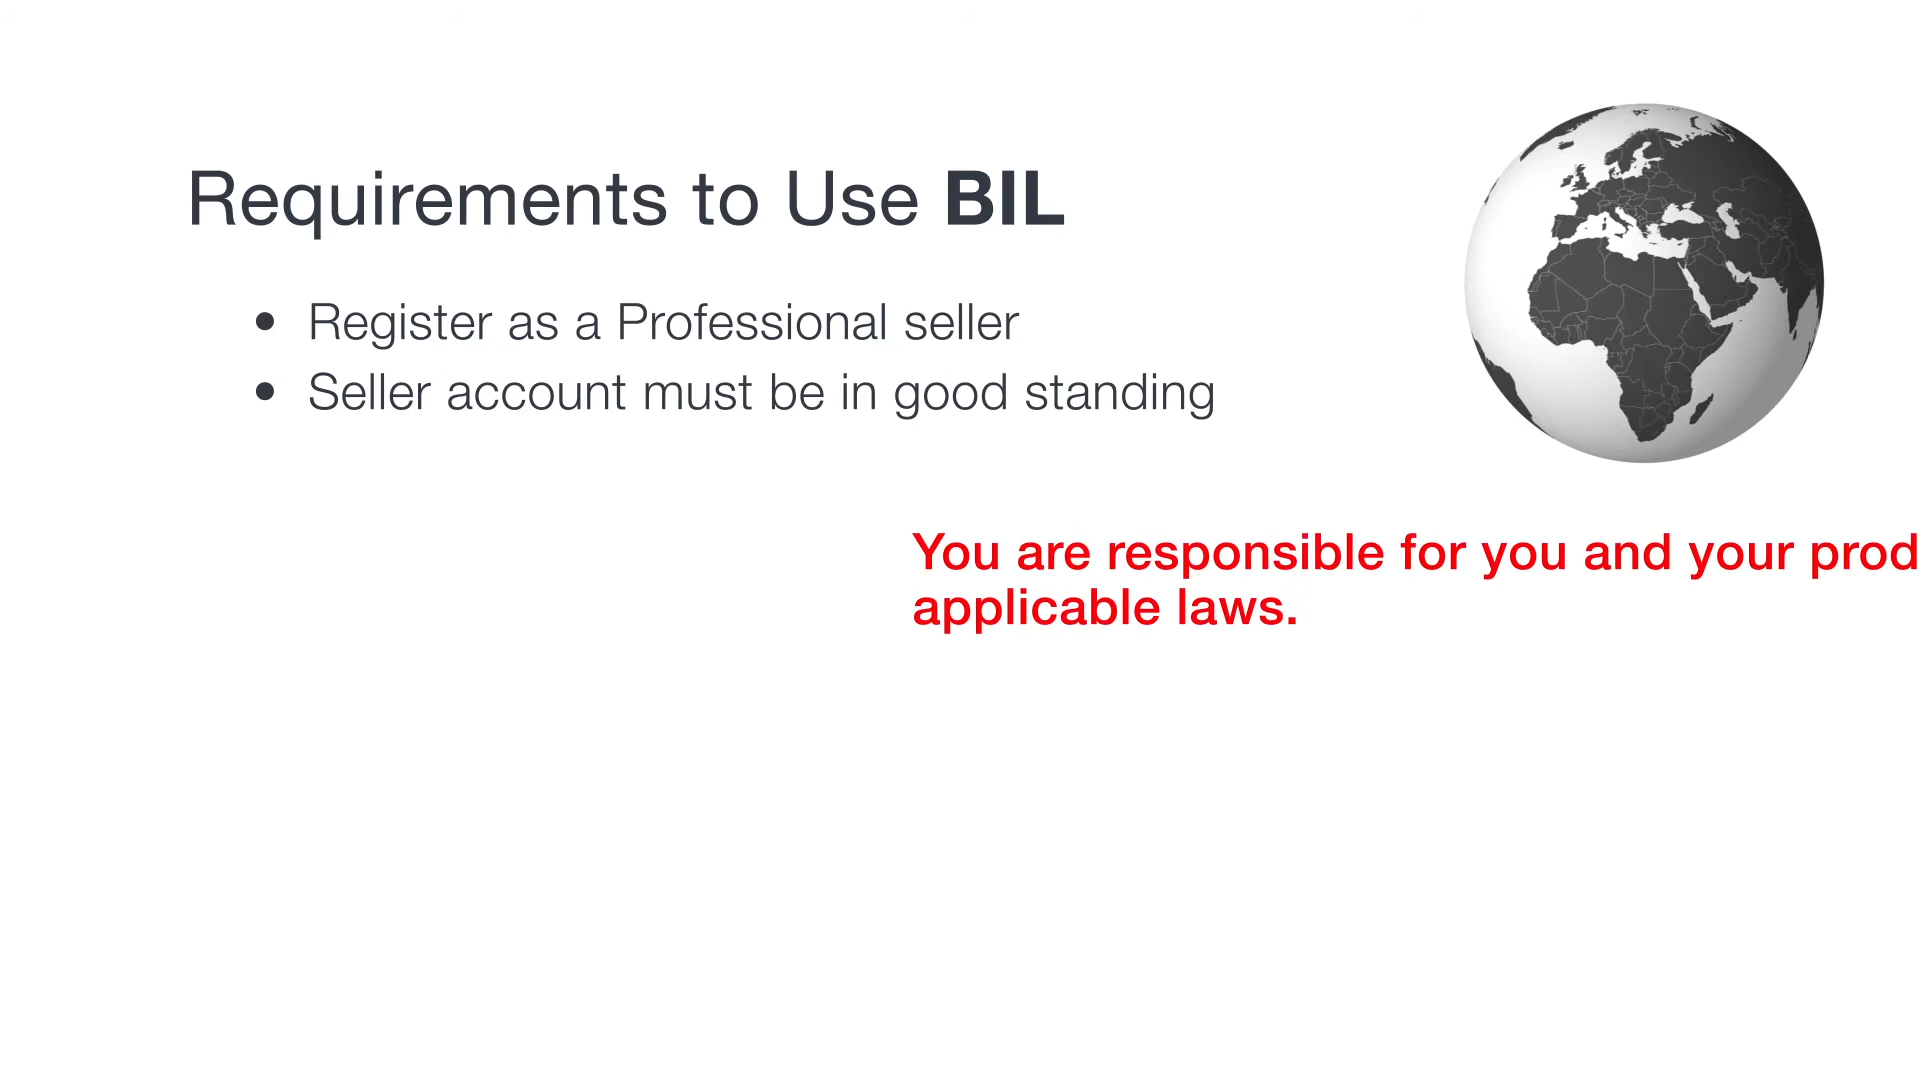 Requirements to Use BIL
• Register as a Professional seller
• Seller account must be in good standing
You are responsible for you and your prod
applicable laws.